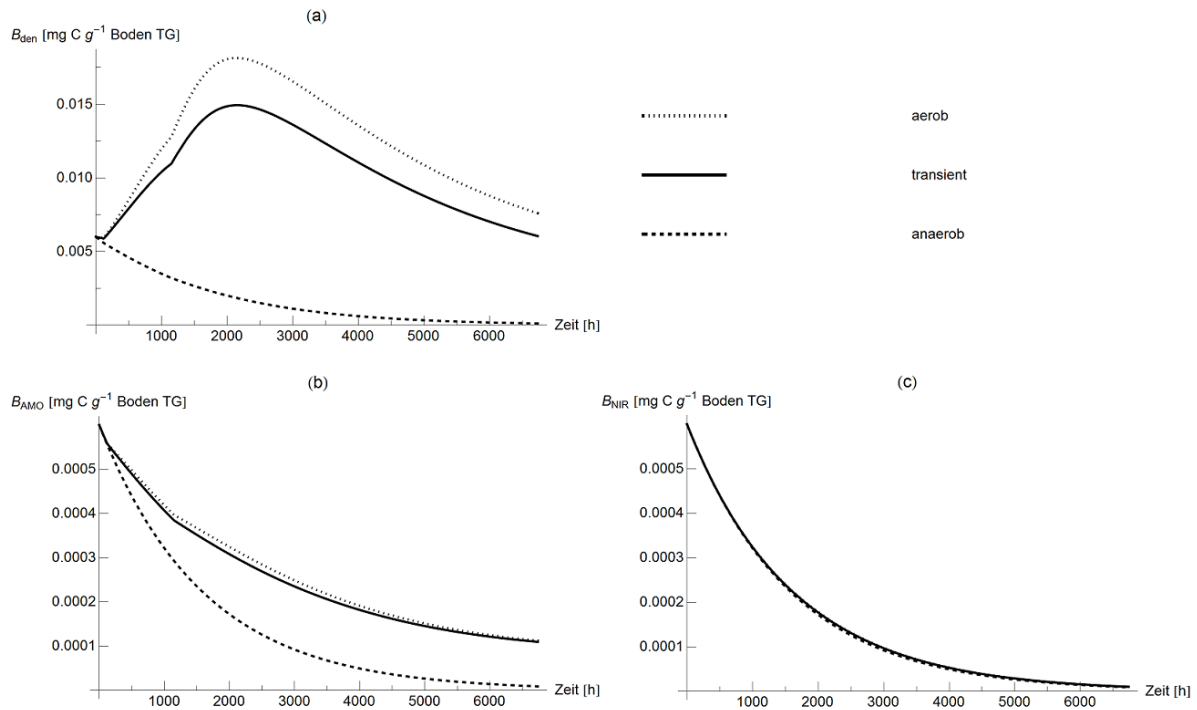 (a)
B_den [mg C g⁻¹ Boden TG]
0.015
0.010
0.005
1000 2000 3000 4000 5000 6000 Zeit [h]
aerob
transient
anaerob
(b)
B_AMO [mg C g⁻¹ Boden TG]
0.0005
0.0004
0.0003
0.0002
0.0001
1000 2000 3000 4000 5000 6000 Zeit [h]
(c)
B_NIR [mg C g⁻¹ Boden TG]
0.0005
0.0004
0.0003
0.0002
0.0001
1000 2000 3000 4000 5000 6000 Zeit [h]